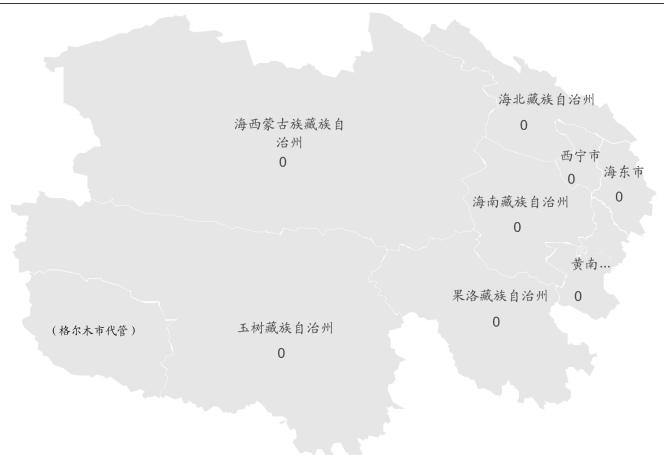 海北藏族自治州
0
海西蒙古族藏族自
治州
0
西宁市
0
海东市
0
海南藏族自治州
0
黄南...
0
果洛藏族自治州
0
（格尔木市代管）
玉树藏族自治州
0